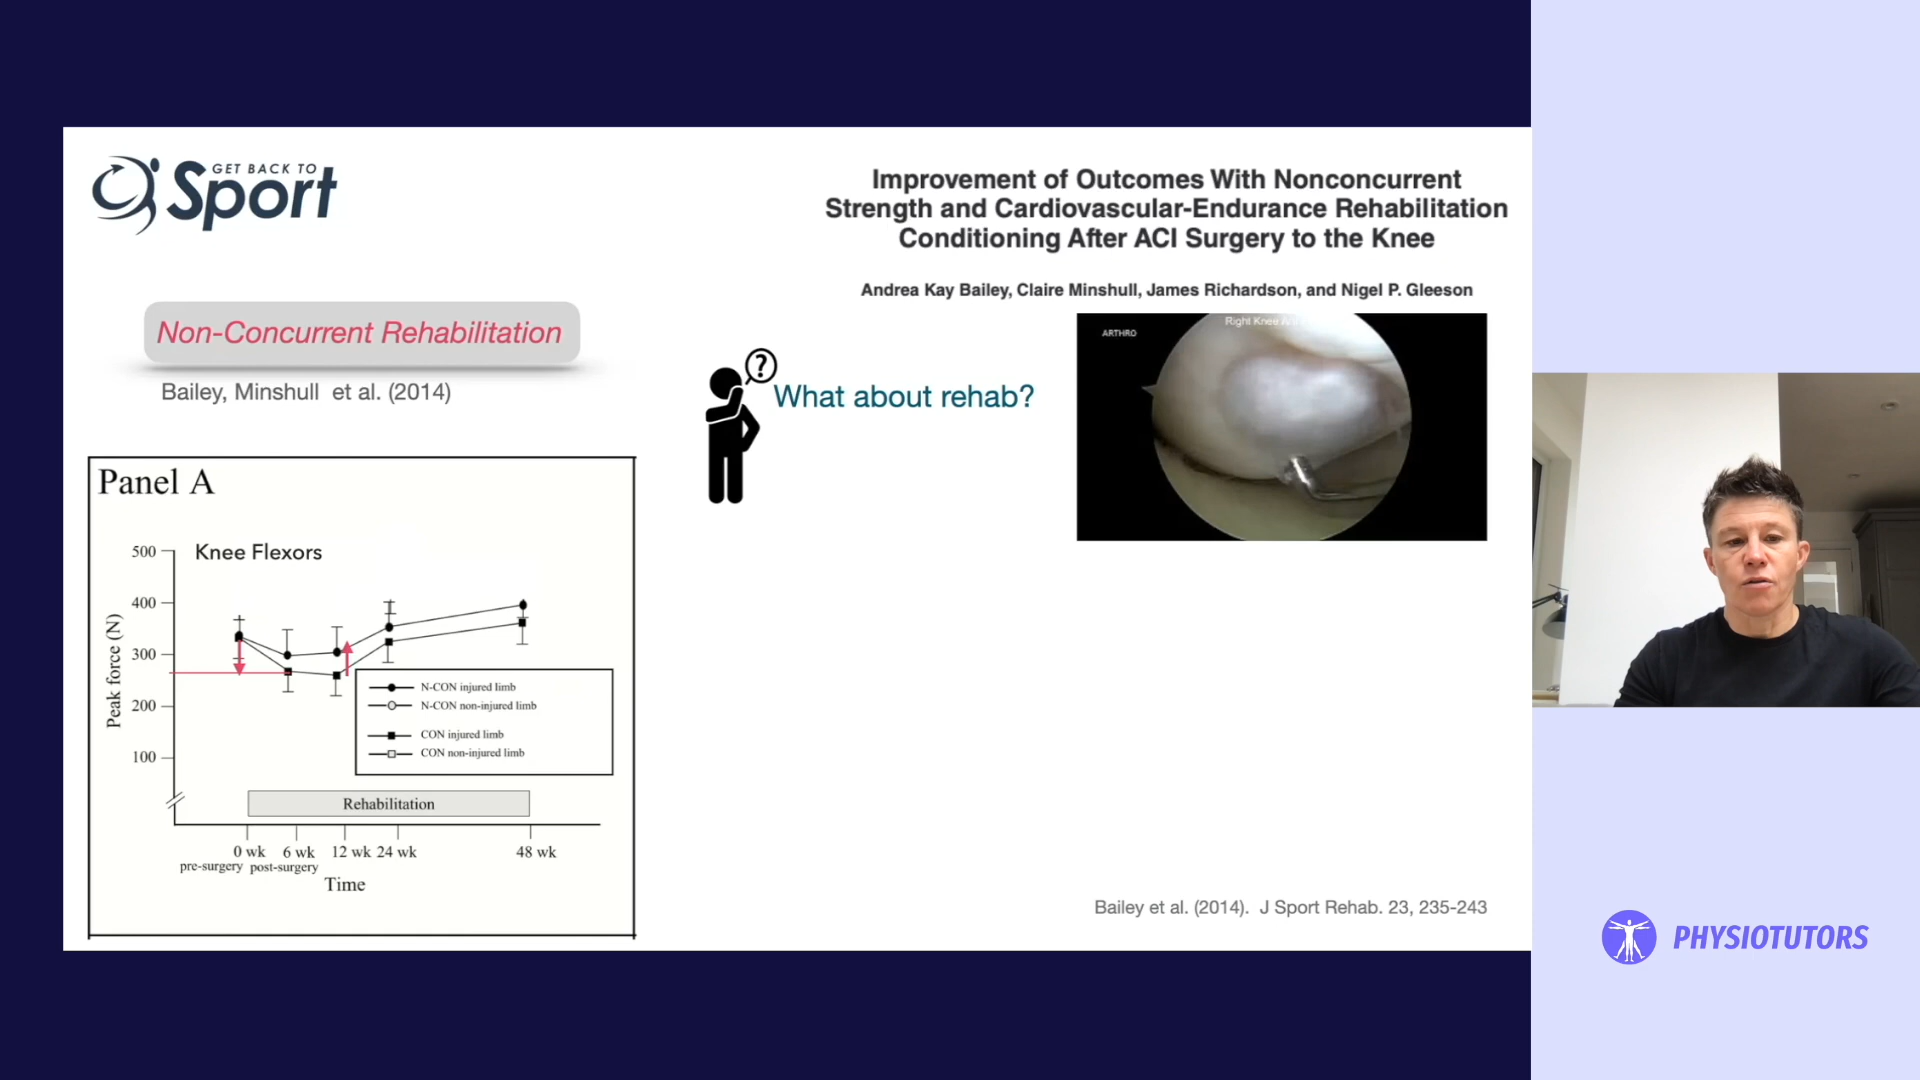 GET BACK TO
Sport
Improvement of Outcomes With Nonconcurrent
Strength and Cardiovascular-Endurance Rehabilitation
Conditioning After ACI Surgery to the Knee
Andrea Kay Bailey, Claire Minshull, James Richardson, and Nigel P. Gleeson
Non-Concurrent Rehabilitation
Bailey, Minshull et al. (2014)
?
What about rehab?
ARTHRO
Right Knee
Panel A
Knee Flexors
500
400
300
200
100
Peak force (N)
N-CON injured limb
N-CON non-injured limb
CON injured limb
CON non-injured limb
Rehabilitation
0 wk 6 wk 12 wk 24 wk 48 wk
pre-surgery post-surgery
Time
Bailey et al. (2014). J Sport Rehab. 23, 235-243
PHYSIOTUTORS